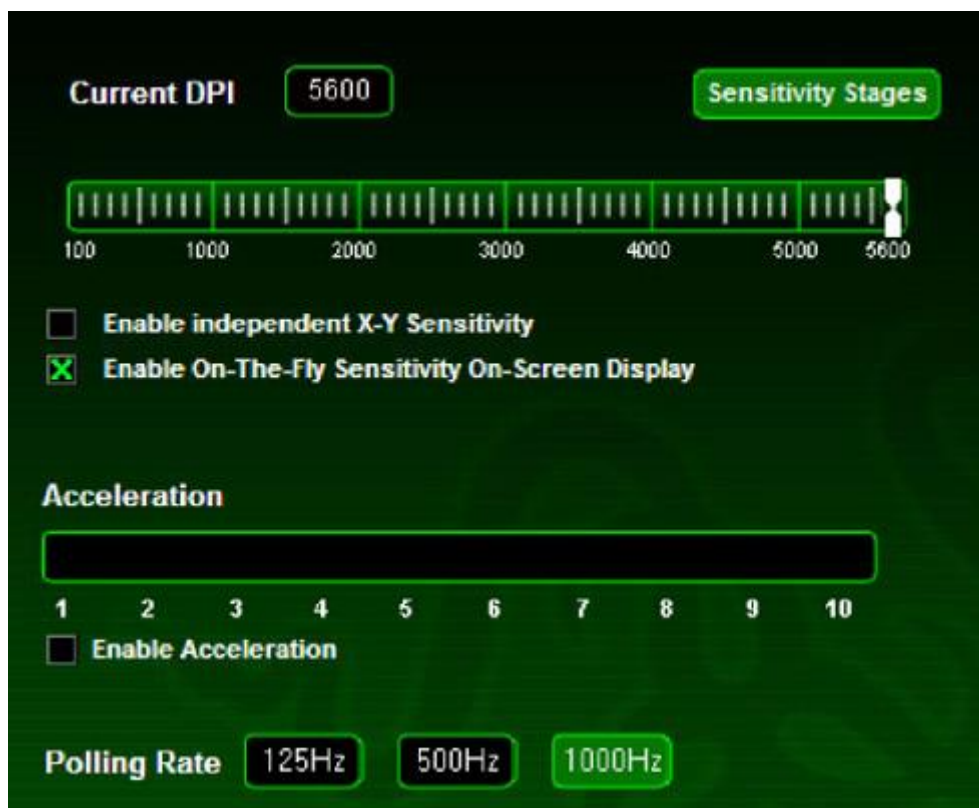 Current DPI 5600 Sensitivity Stages
100 1000 2000 3000 4000 5000 5600
Enable independent X-Y Sensitivity
Enable On-The-Fly Sensitivity On-Screen Display
Acceleration
1 2 3 4 5 6 7 8 9 10
Enable Acceleration
Polling Rate 125Hz 500Hz 1000Hz